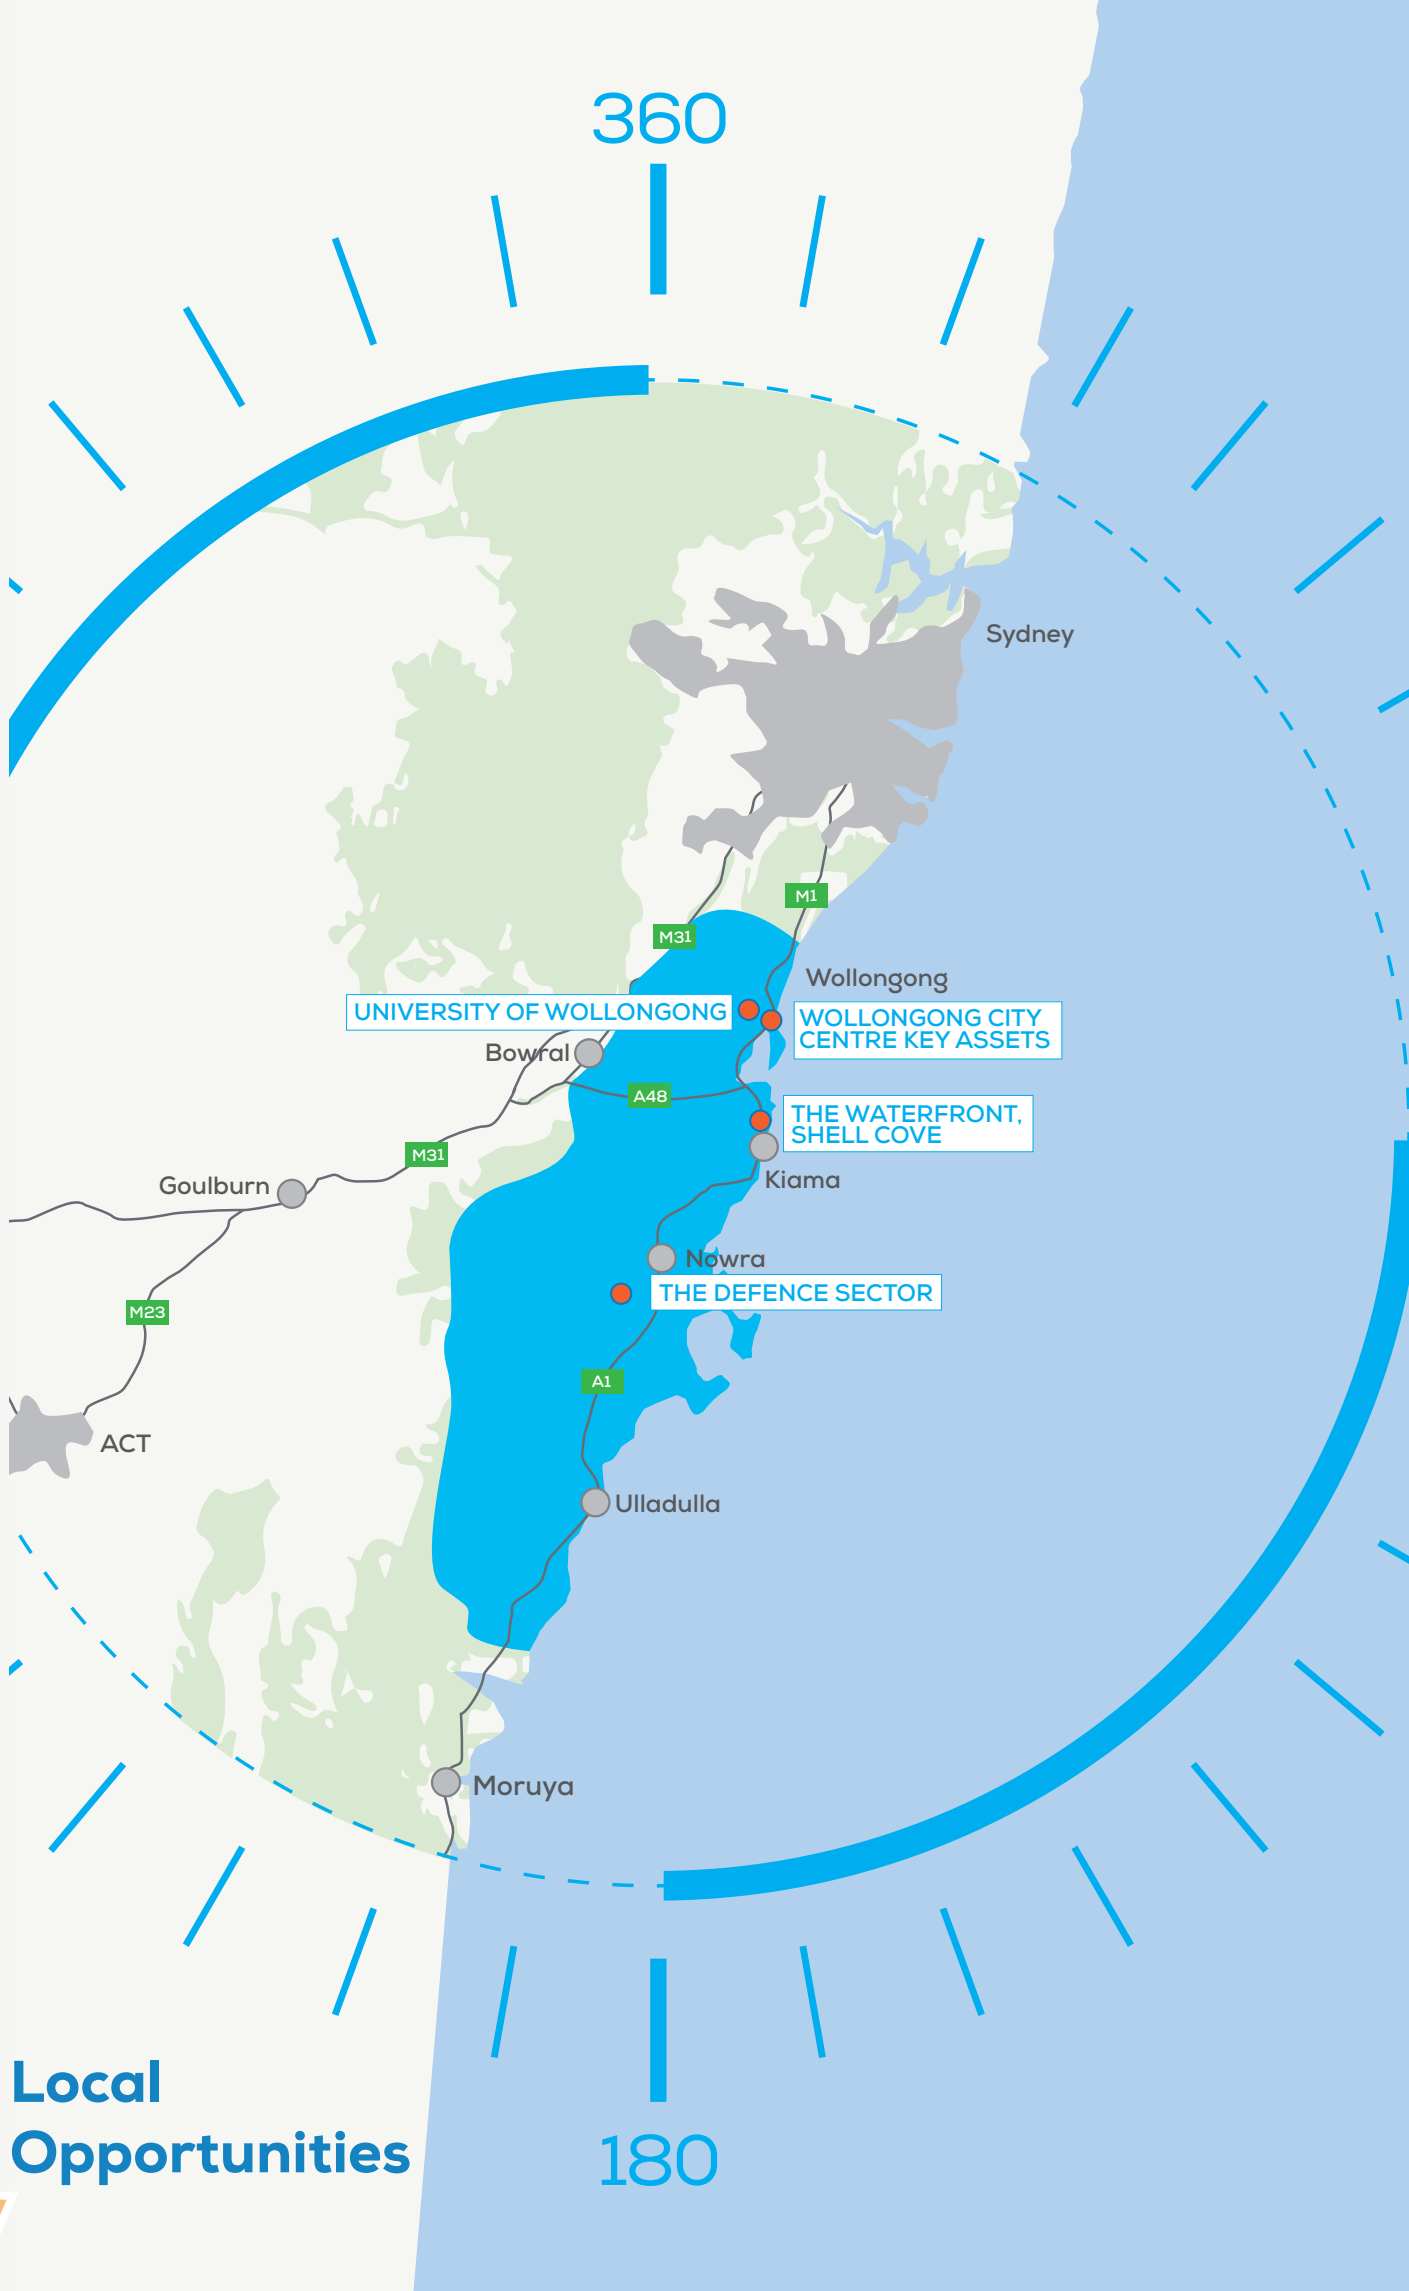 360
Sydney
M1
M31
Wollongong
UNIVERSITY OF WOLLONGONG
WOLLONGONG CITY
CENTRE KEY ASSETS
Bowral
A48
THE WATERFRONT,
SHELL COVE
M31
Kiama
Goulburn
Nowra
THE DEFENCE SECTOR
M23
A1
ACT
Ulladulla
Moruya
Local
Opportunities
180